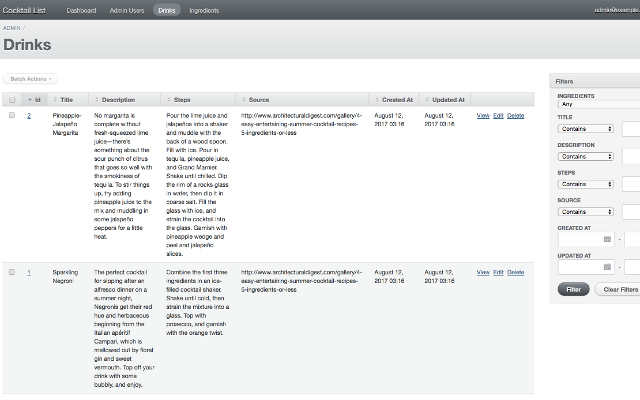 Cocktail List Dashboard Admin Users Drinks Ingredients admin@example.
ADMIN /
Drinks
Batch Actions
Id Title Description Steps Source Created At Updated At
2
Pineapple-
Jalapeño
Margarita
No margarita is
complete without
fresh-squeezed lime
juice—there's
something about the
sour punch of citrus
that goes so well with
the smokiness of
tequila. To stir things
up, try adding
pineapple juice to the
mix and muddling in
some jalapeño
peppers for a little
heat.
Pour the lime juice and
jalapeños into a shaker
and muddle with the
back of a wood spoon.
Fill with ice. Pour in
tequila, pineapple juice,
and Grand Marnier.
Shake until chilled. Dip
the rim of a rocks glass
in water, then dip it in
coarse salt. Fill the
glass with ice, and
strain the cocktail into
the glass. Garnish with
pineapple wedge and
peel and jalapeño
slices.
http://www.architecturaldigest.com/gallery/4-
easy-entertaining-summer-cocktail-recipes-
5-ingredients-or-less
August 12,
2017 03:16
August 12,
2017 03:16
View Edit Delete
1
Sparkling
Negroni
The perfect cocktail
for sipping after an
alfresco dinner on a
summer night,
Negronis get their red
hue and herbaceous
beginning from the
Italian apéritif
Campari, which is
mellowed out by floral
gin and sweet
vermouth. Top off your
drink with some
bubbly, and enjoy.
Combine the first three
ingredients in an ice-
filled cocktail shaker.
Shake until cold, then
strain the mixture into a
glass. Top with
prosecco, and garnish
with the orange twist.
http://www.architecturaldigest.com/gallery/4-
easy-entertaining-summer-cocktail-recipes-
5-ingredients-or-less
August 12,
2017 03:16
August 12,
2017 03:16
View Edit Delete
Filters
INGREDIENTS
Any
TITLE
Contains
DESCRIPTION
Contains
STEPS
Contains
SOURCE
Contains
CREATED AT
-
UPDATED AT
-
Filter Clear Filters